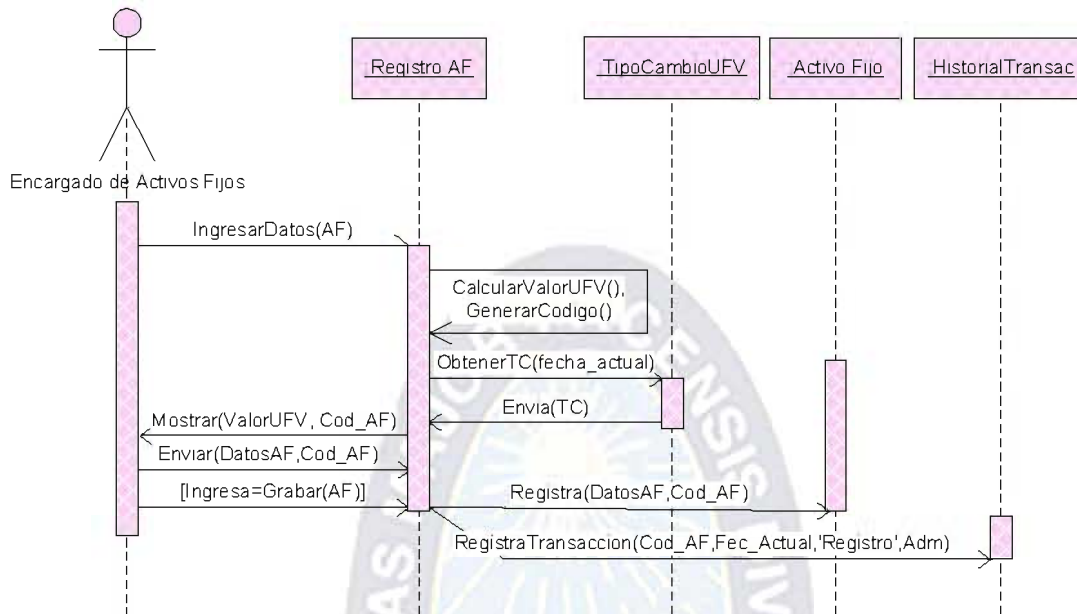 Registro AF
TipoCambioUFV
Activo Fijo
HistorialTransac
Encargado de Activos Fijos
IngresarDatos(AF)
CalcularValorUFV(),
GenerarCodigo()
ObtenerTC(fecha_actual)
Envia(TC)
Mostrar(ValorUFV, Cod_AF)
Enviar(DatosAF,Cod_AF)
[Ingresa=Grabar(AF)]
Registra(DatosAF,Cod_AF)
RegistraTransaccion(Cod_AF,Fec_Actual,'Registro',Adm)